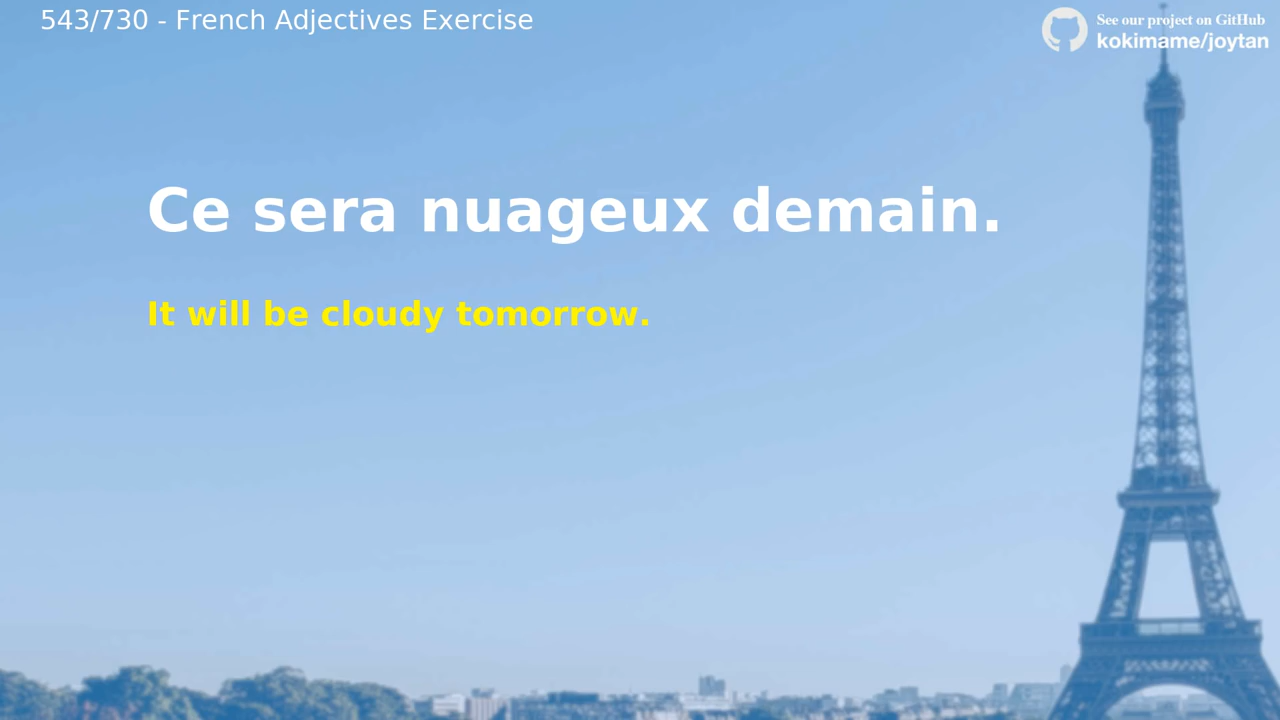 543/730 - French Adjectives Exercise
See our project on GitHub
kokimame/joytan
Ce sera nuageux demain.
It will be cloudy tomorrow.